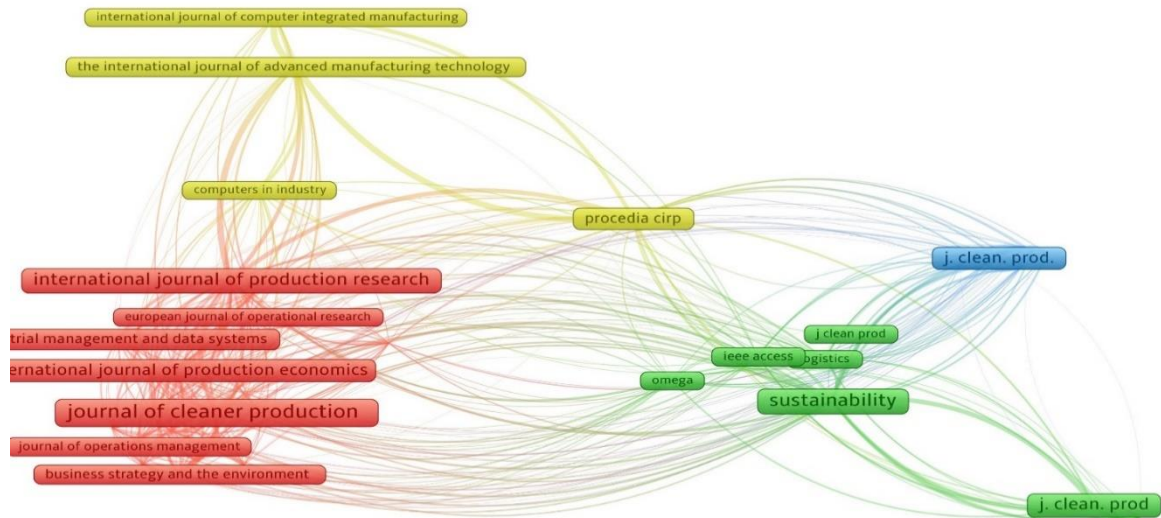 international journal of computer integrated manufacturing
the international journal of advanced manufacturing technology
computers in industry
procedia cirp
j. clean. prod.
international journal of production research
european journal of operational research
trial management and data systems
ernational journal of production economics
journal of cleaner production
journal of operations management
business strategy and the environment
j clean prod
ieee access
ogistics
omega
sustainability
j. clean. prod